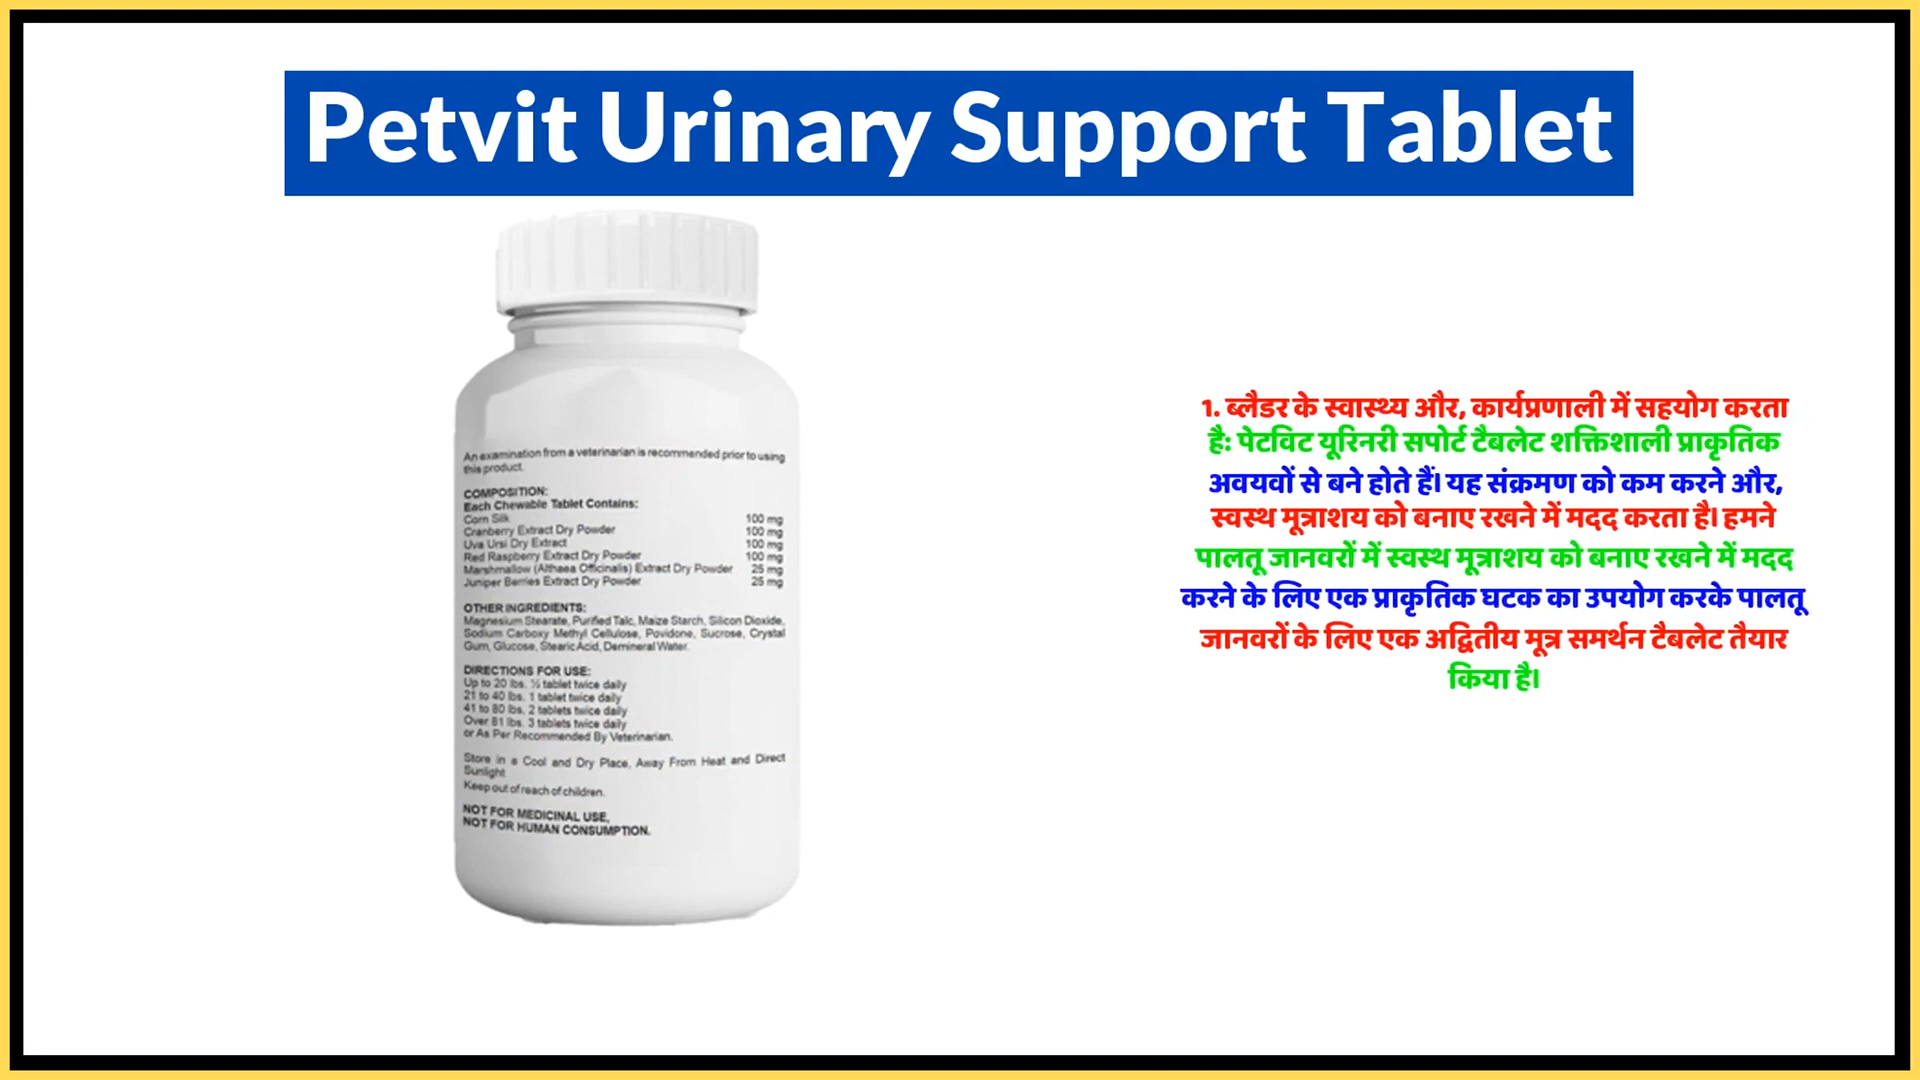 Petvit Urinary Support Tablet
An examination from a veterinarian is recommended prior to using
this product.
COMPOSITION:
Each Chewable Tablet Contains:
Corn Silk 100 mg
Cranberry Extract Dry Powder 100 mg
Uva Ursi Dry Extract 100 mg
Red Raspberry Extract Dry Powder 100 mg
Marshmallow (Althaea Officinalis) Extract Dry Powder 25 mg
Juniper Berries Extract Dry Powder 25 mg
OTHER INGREDIENTS:
Magnesium Stearate, Purified Talc, Maize Starch, Silicon Dioxide,
Sodium Carboxy Methyl Cellulose, Povidone, Sucrose, Crystal
Gum, Glucose, Stearic Acid, Demineral Water.
DIRECTIONS FOR USE:
Up to 20 lbs. ½ tablet twice daily
21 to 40 lbs. 1 tablet twice daily
41 to 80 lbs. 2 tablets twice daily
Over 81 lbs. 3 tablets twice daily
or As Per Recommended By Veterinarian.
Store in a Cool and Dry Place, Away From Heat and Direct
Sunlight
Keep out of reach of children.
NOT FOR MEDICINAL USE,
NOT FOR HUMAN CONSUMPTION.
1. ब्लैडर के स्वास्थ्य और, कार्यप्रणाली में सहयोग करता
है: पेटविट यूरिनरी सपोर्ट टैबलेट शक्तिशाली प्राकृतिक
अवयवों से बने होते हैं। यह संक्रमण को कम करने और,
स्वस्थ मूत्राशय को बनाए रखने में मदद करता है। हमने
पालतू जानवरों में स्वस्थ मूत्राशय को बनाए रखने में मदद
करने के लिए एक प्राकृतिक घटक का उपयोग करके पालतू
जानवरों के लिए एक अद्वितीय मूत्र समर्थन टैबलेट तैयार
किया है।